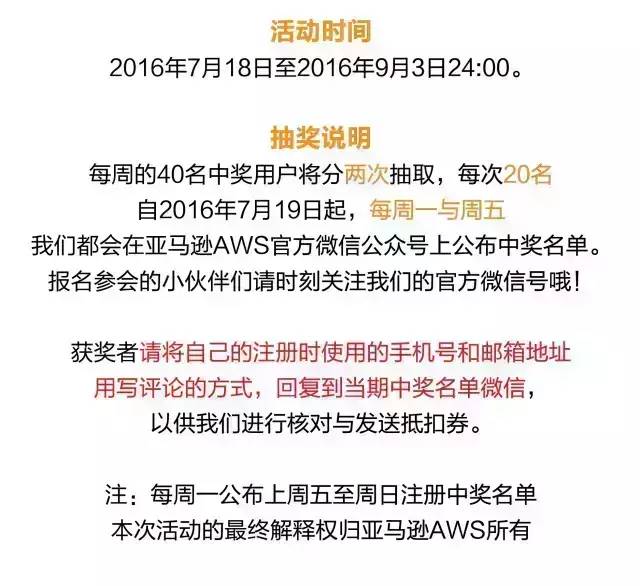 活动时间
2016年7月18日至2016年9月3日24:00。
抽奖说明
每周的40名中奖用户将分两次抽取，每次20名
自2016年7月19日起，每周一与周五
我们都会在亚马逊AWS官方微信公众号上公布中奖名单。
报名参会的小伙伴们请时刻关注我们的官方微信号哦！
获奖者请将自己的注册时使用的手机号和邮箱地址
用写评论的方式，回复到当期中奖名单微信，
以供我们进行核对与发送抵扣券。
注：每周一公布上周五至周日注册中奖名单
本次活动的最终解释权归亚马逊AWS所有